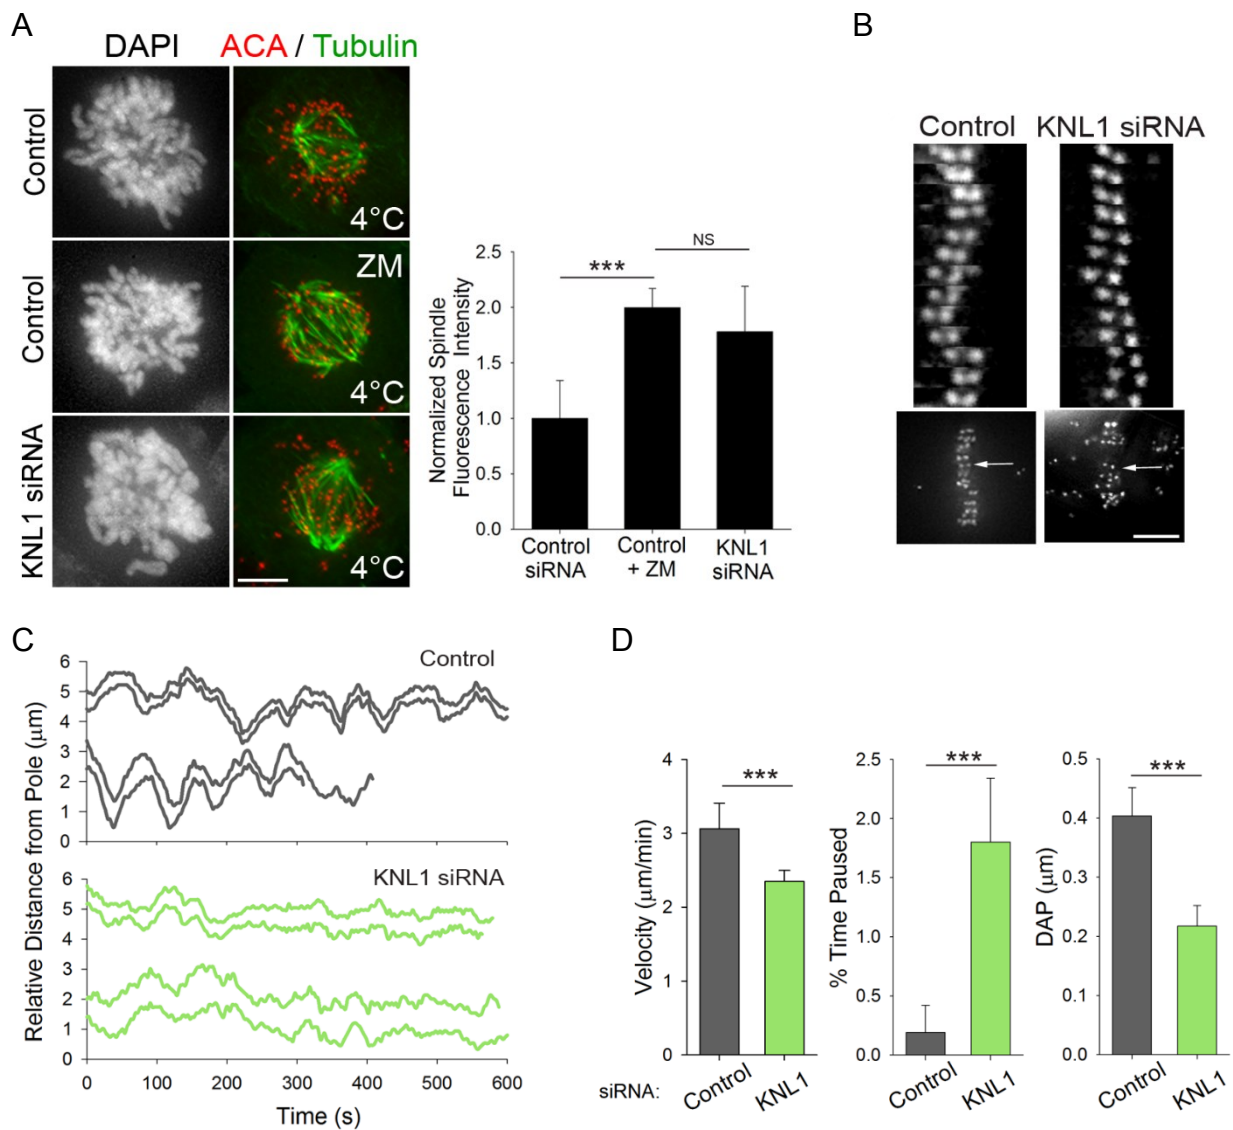 A
DAPI ACA / Tubulin
Control
4°C
Control
ZM
4°C
KNL1 siRNA
4°C
Normalized Spindle
Fluorescence Intensity
2.5
2.0
1.5
1.0
0.5
0.0
***
NS
Control
siRNA
Control
+ ZM
KNL1
siRNA
B
Control KNL1 siRNA
C
Relative Distance from Pole (µm)
Control
6
5
4
3
2
1
0
KNL1 siRNA
6
5
4
3
2
1
0
0 100 200 300 400 500 600
Time (s)
D
Velocity (µm/min)
4
3
2
1
0
***
siRNA: Control KNL1
% Time Paused
2.5
2.0
1.5
1.0
0.5
0.0
***
Control KNL1
DAP (µm)
0.5
0.4
0.3
0.2
0.1
0.0
***
Control KNL1